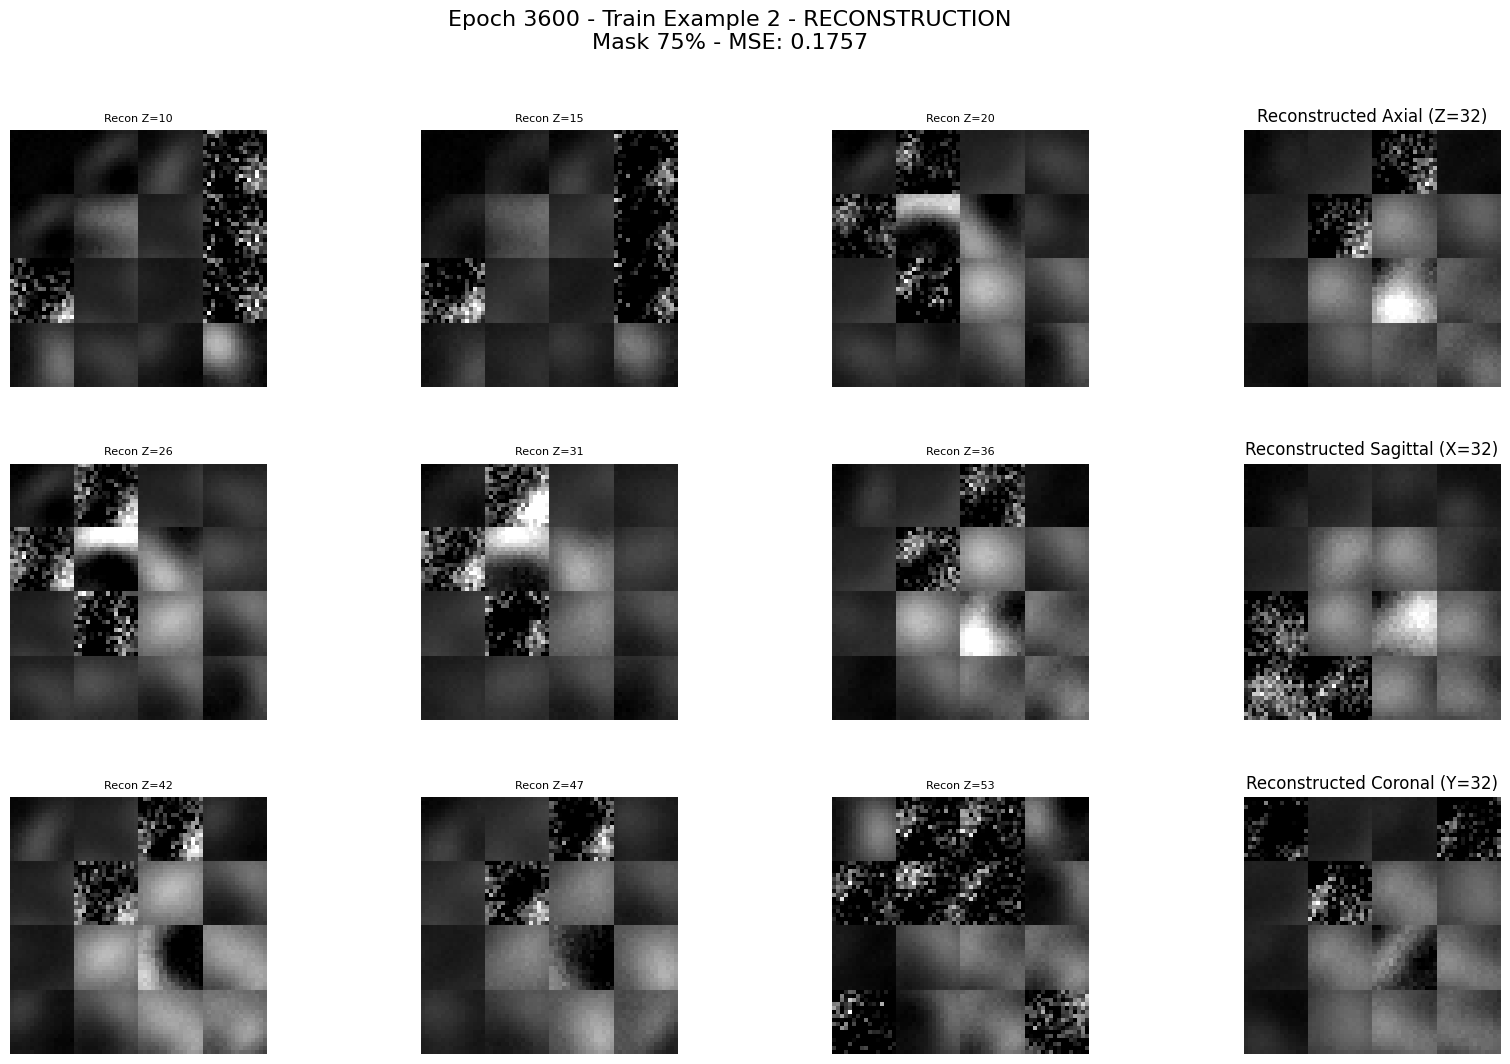 Epoch 3600 - Train Example 2 - RECONSTRUCTION
Mask 75% - MSE: 0.1757
Recon Z=10
Recon Z=15
Recon Z=20
Reconstructed Axial (Z=32)
Recon Z=26
Recon Z=31
Recon Z=36
Reconstructed Sagittal (X=32)
Recon Z=42
Recon Z=47
Recon Z=53
Reconstructed Coronal (Y=32)